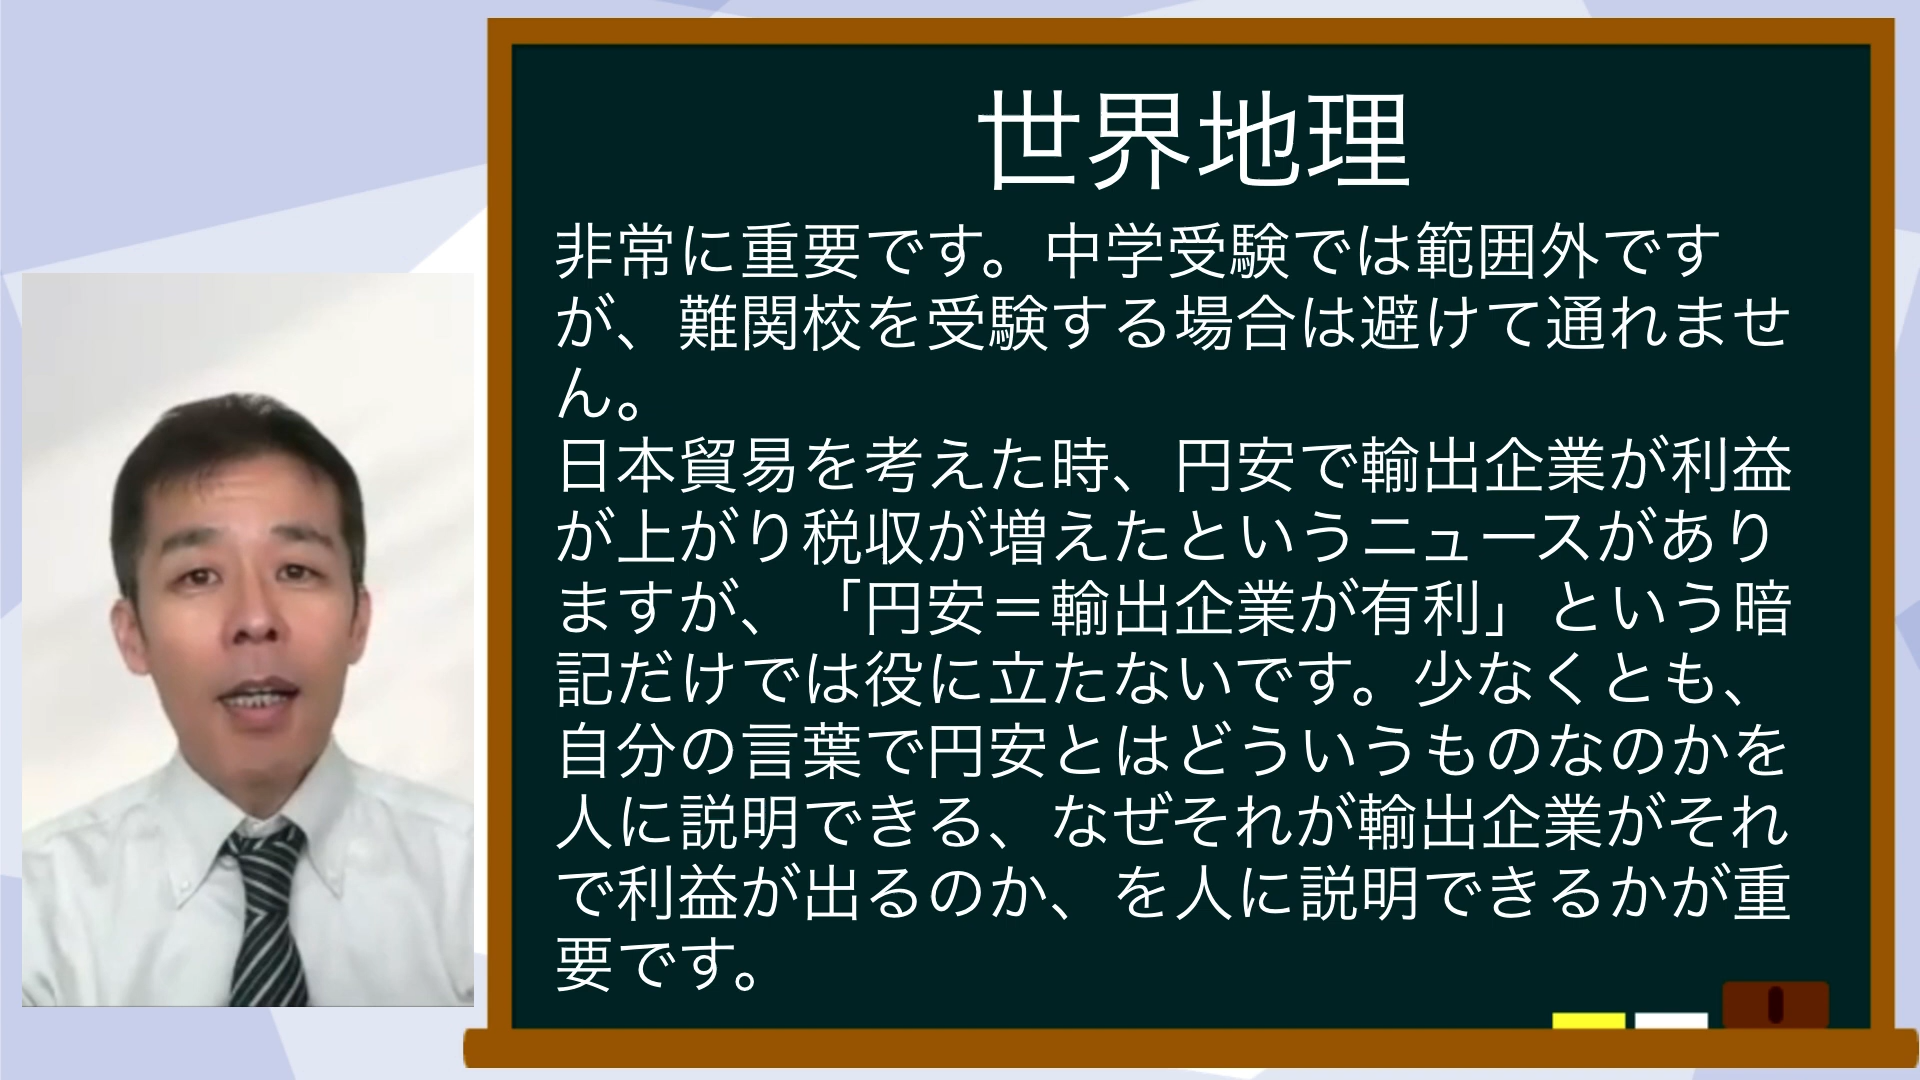 世界地理
非常に重要です。中学受験では範囲外です
が、難関校を受験する場合は避けて通れませ
ん。
日本貿易を考えた時、円安で輸出企業が利益
が上がり税収が増えたというニュースがあり
ますが、「円安＝輸出企業が有利」という暗
記だけでは役に立たないです。少なくとも、
自分の言葉で円安とはどういうものなのかを
人に説明できる、なぜそれが輸出企業がそれ
で利益が出るのか、を人に説明できるかが重
要です。